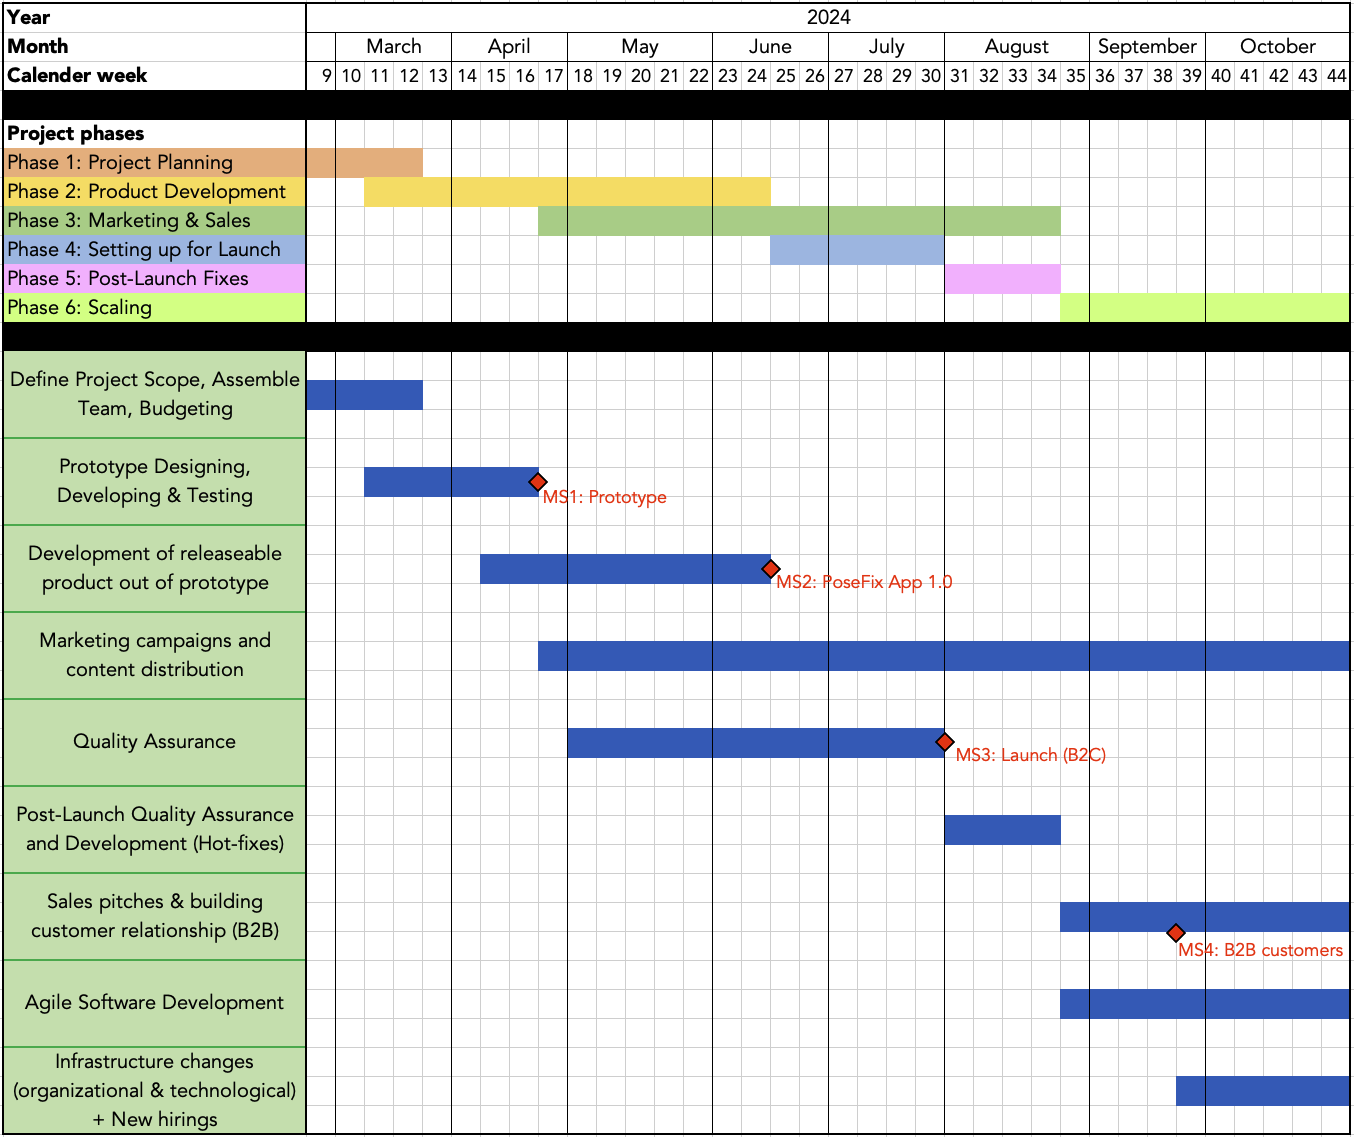 Year 2024
Month March April May June July August September October
Calender week 9 10 11 12 13 14 15 16 17 18 19 20 21 22 23 24 25 26 27 28 29 30 31 32 33 34 35 36 37 38 39 40 41 42 43 44
Project phases
Phase 1: Project Planning
Phase 2: Product Development
Phase 3: Marketing & Sales
Phase 4: Setting up for Launch
Phase 5: Post-Launch Fixes
Phase 6: Scaling
Define Project Scope, Assemble
Team, Budgeting
Prototype Designing,
Developing & Testing
MS1: Prototype
Development of releaseable
product out of prototype
MS2: PoseFix App 1.0
Marketing campaigns and
content distribution
Quality Assurance
MS3: Launch (B2C)
Post-Launch Quality Assurance
and Development (Hot-fixes)
Sales pitches & building
customer relationship (B2B)
MS4: B2B customers
Agile Software Development
Infrastructure changes
(organizational & technological)
+ New hirings